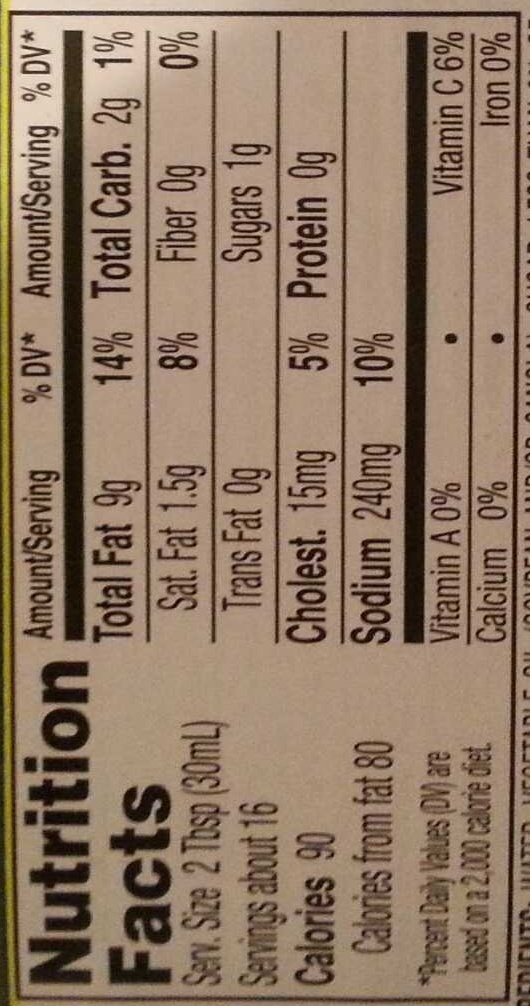 Nutrition
Facts
Serv. Size 2 Tbsp (30mL)
Servings about 16
Calories 90
Calories from fat 80
*Percent Daily Values (DV) are
based on a 2,000 calorie diet.
Amount/Serving % DV* Amount/Serving % DV*
Total Fat 9g 14% Total Carb. 2g 1%
Sat. Fat 1.5g 8% Fiber 0g 0%
Trans Fat 0g Sugars 1g
Cholest. 15mg 5% Protein 0g
Sodium 240mg 10%
Vitamin A 0% • Vitamin C 6%
Calcium 0% • Iron 0%